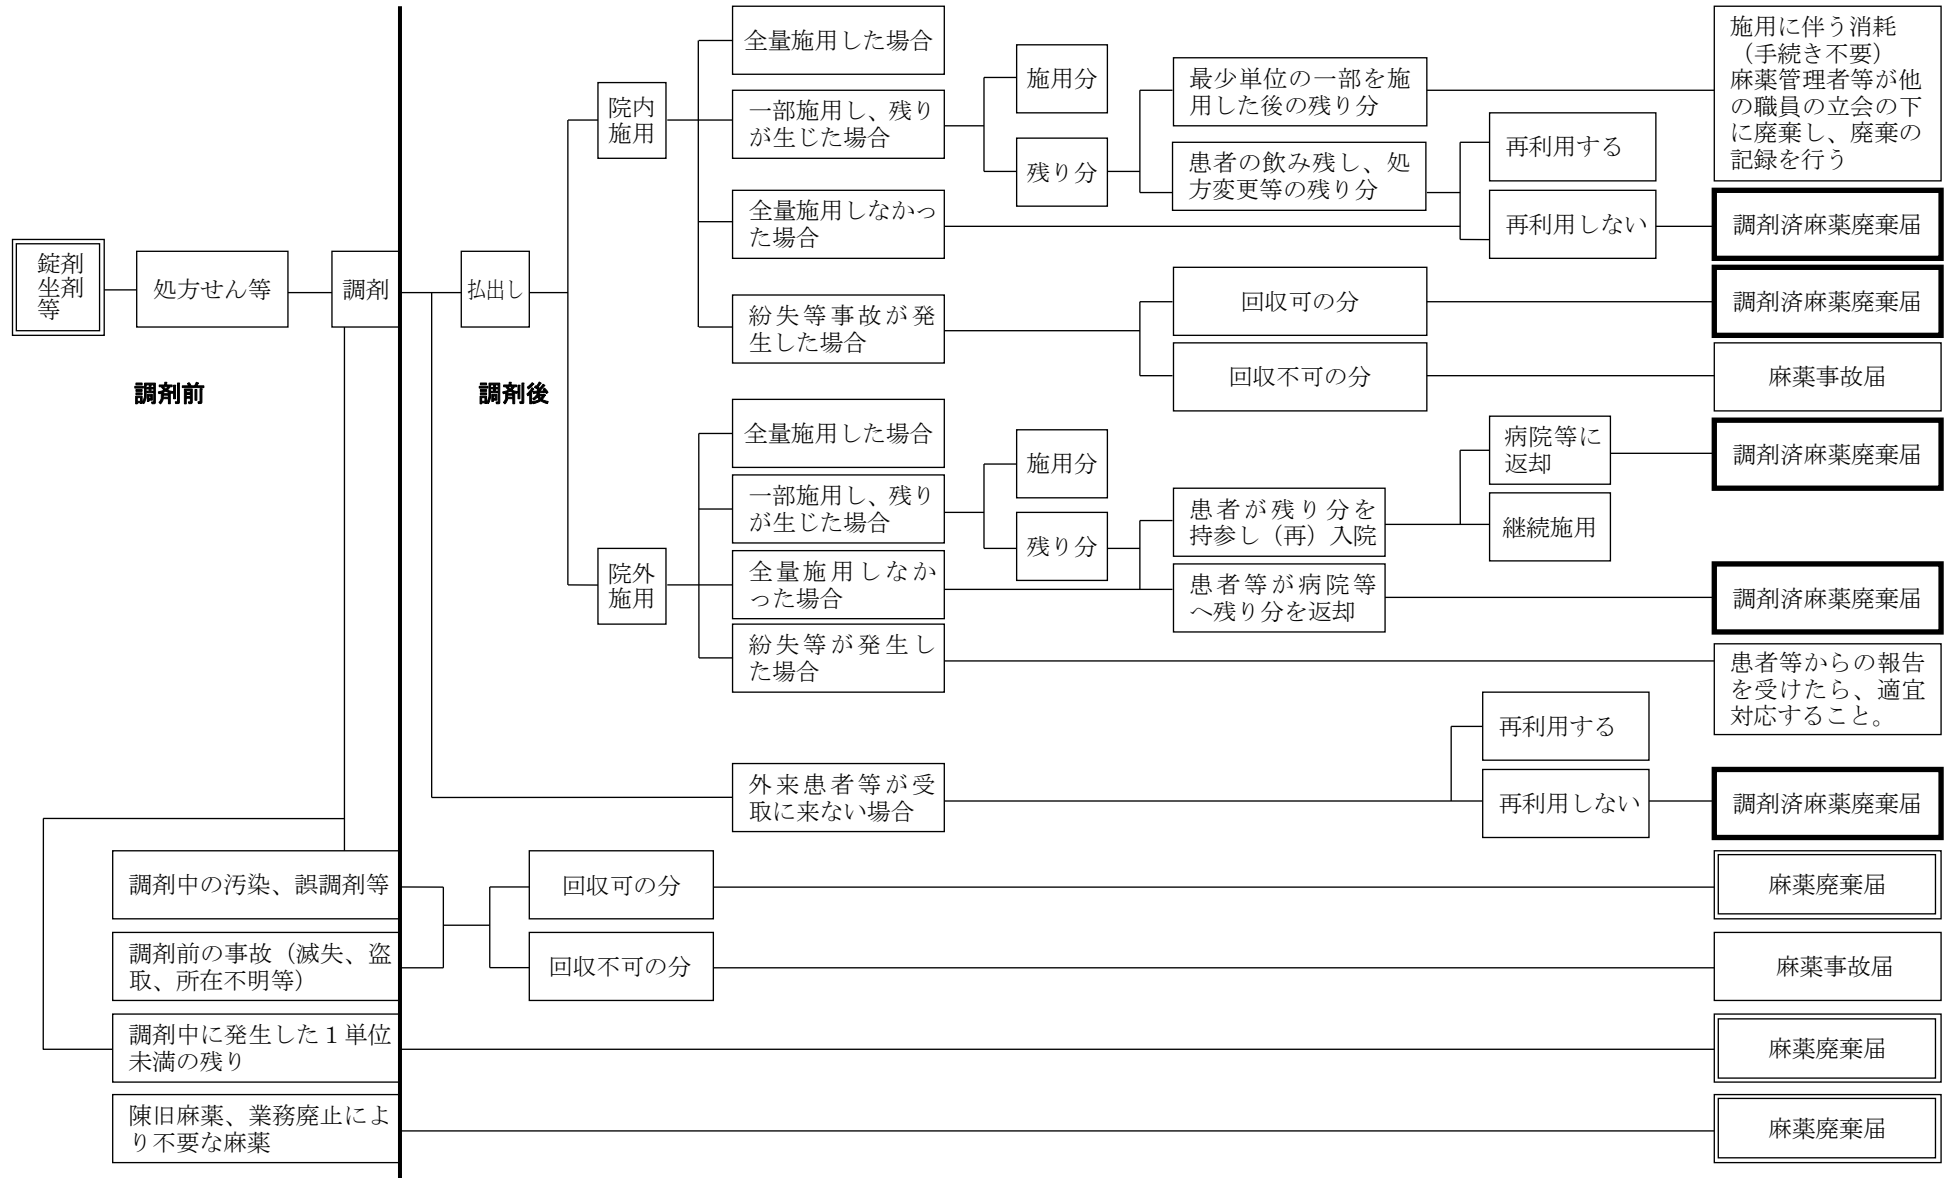 錠剤
坐剤
等
処方せん等
調剤
調剤前
調剤後
払出し
院内
施用
全量施用した場合
一部施用し、残り
が生じた場合
全量施用しなかっ
た場合
紛失等事故が発
生した場合
施用分
残り分
最少単位の一部を施
用した後の残り分
患者の飲み残し、処
方変更等の残り分
再利用する
再利用しない
施用に伴う消耗
（手続き不要）
麻薬管理者等が他
の職員の立会の下
に廃棄し、廃棄の
記録を行う
調剤済麻薬廃棄届
回収可の分
調剤済麻薬廃棄届
回収不可の分
麻薬事故届
院外
施用
全量施用した場合
一部施用し、残り
が生じた場合
全量施用しなか
った場合
紛失等が発生し
た場合
施用分
残り分
患者が残り分を
持参し（再）入院
患者等が病院等
へ残り分を返却
病院等に
返却
継続施用
調剤済麻薬廃棄届
調剤済麻薬廃棄届
患者等からの報告
を受けたら、適宜
対応すること。
外来患者等が受
取に来ない場合
再利用する
再利用しない
調剤済麻薬廃棄届
調剤中の汚染、誤調剤等
回収可の分
麻薬廃棄届
調剤前の事故（滅失、盗
取、所在不明等）
回収不可の分
麻薬事故届
調剤中に発生した１単位
未満の残り
麻薬廃棄届
陳旧麻薬、業務廃止によ
り不要な麻薬
麻薬廃棄届